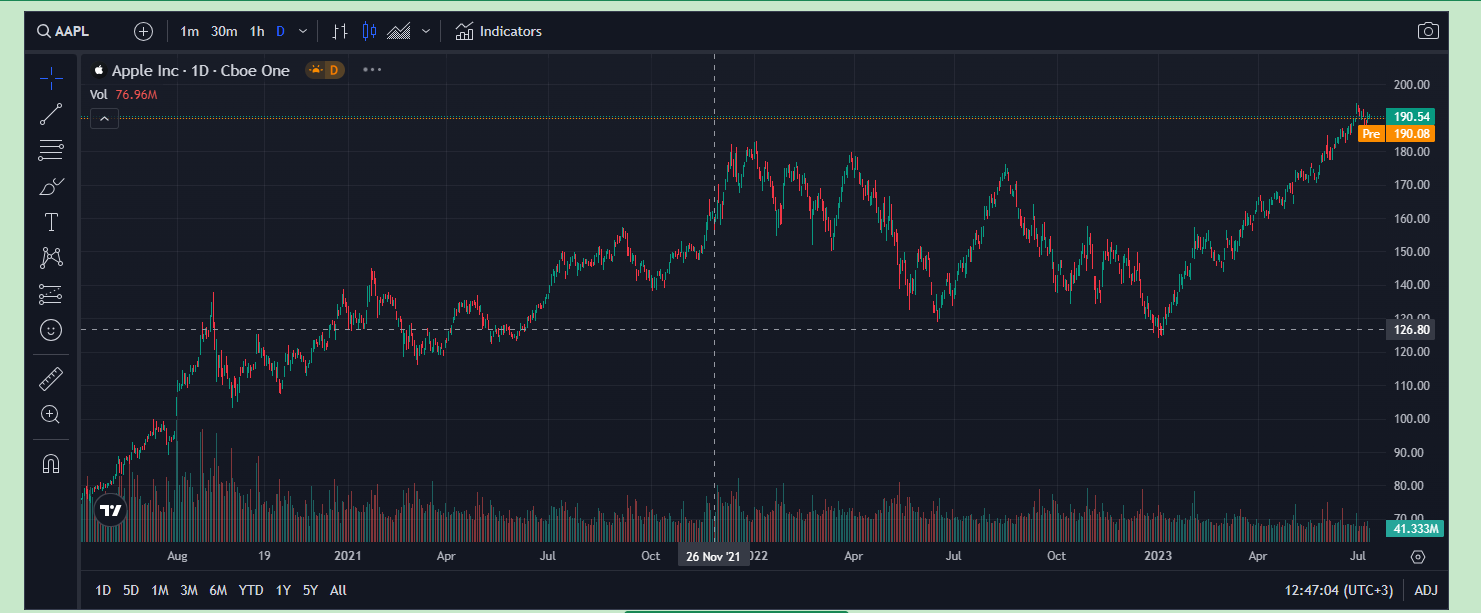 AAPL 1m 30m 1h D Indicators
Apple Inc · 1D · Cboe One D
Vol 76.96M
200.00
190.54
Pre 190.08
180.00
170.00
160.00
150.00
140.00
130.00
126.80
120.00
110.00
100.00
90.00
80.00
70.00
41.333M
Aug 19 2021 Apr Jul Oct 26 Nov '21 022 Apr Jul Oct 2023 Apr Jul
1D 5D 1M 3M 6M YTD 1Y 5Y All 12:47:04 (UTC+3) ADJ